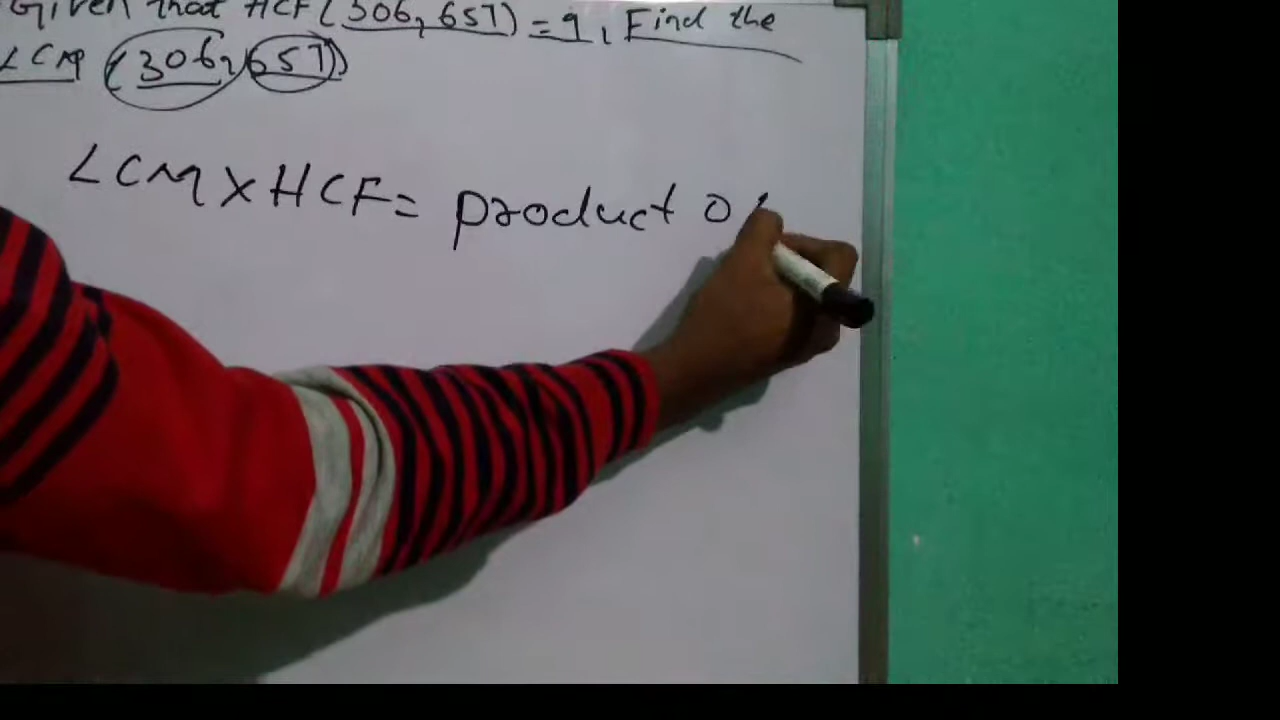 Given that HCF (306, 657) = 9, Find the
LCM (306, 657)
LCM X HCF = product o